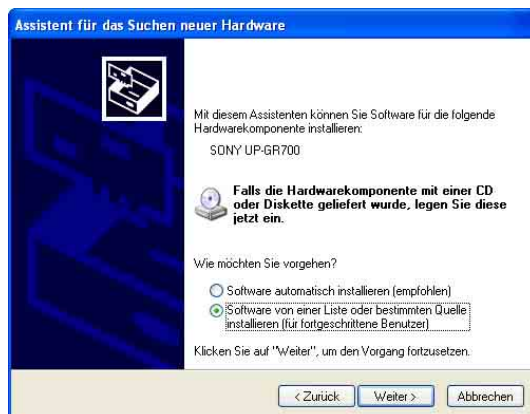 Assistent für das Suchen neuer Hardware
Mit diesem Assistenten können Sie Software für die folgende
Hardwarekomponente installieren:
SONY UP-GR700
Falls die Hardwarekomponente mit einer CD
oder Diskette geliefert wurde, legen Sie diese
jetzt ein.
Wie möchten Sie vorgehen?
Software automatisch installieren (empfohlen)
Software von einer Liste oder bestimmten Quelle
installieren (für fortgeschrittene Benutzer)
Klicken Sie auf "Weiter", um den Vorgang fortzusetzen.
< Zurück
Weiter >
Abbrechen